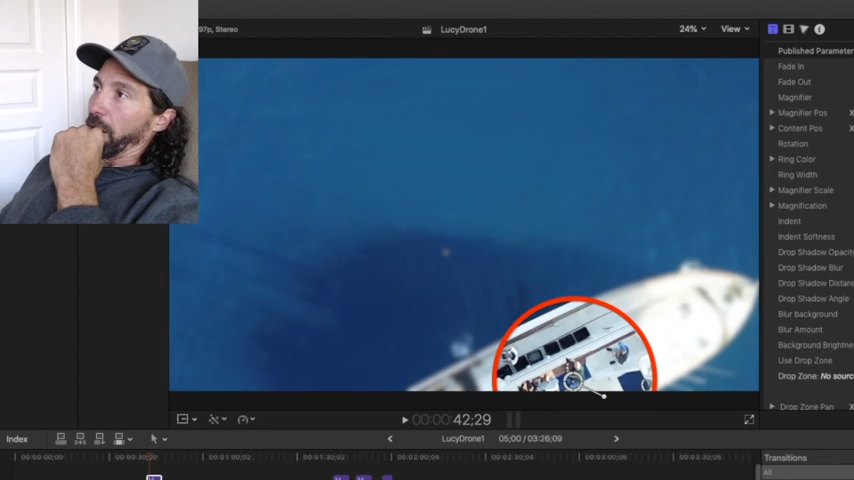 97p, Stereo
LucyDrone1
24%
View
Published Parameter
Fade In
Fade Out
Magnifier
Magnifier Pos X
Content Pos X
Rotation
Ring Color
Ring Width
Magnifier Scale
Magnification
Indent
Indent Softness
Drop Shadow Opacity
Drop Shadow Blur
Drop Shadow Distanc
Drop Shadow Angle
Blur background
Blur Amount
Background Brightne
Use Drop Zone
Drop Zone: No sourc
Drop Zone Pan X
00:00:42;29
Index
LucyDrone1
05;00 / 03:26;09
00:00:00;00
00:00:30;00
00:01:00;02
00:01:30;02
00:02:00;04
00:02:30;04
00:03:00;06
00:03:30;06
Transitions
All